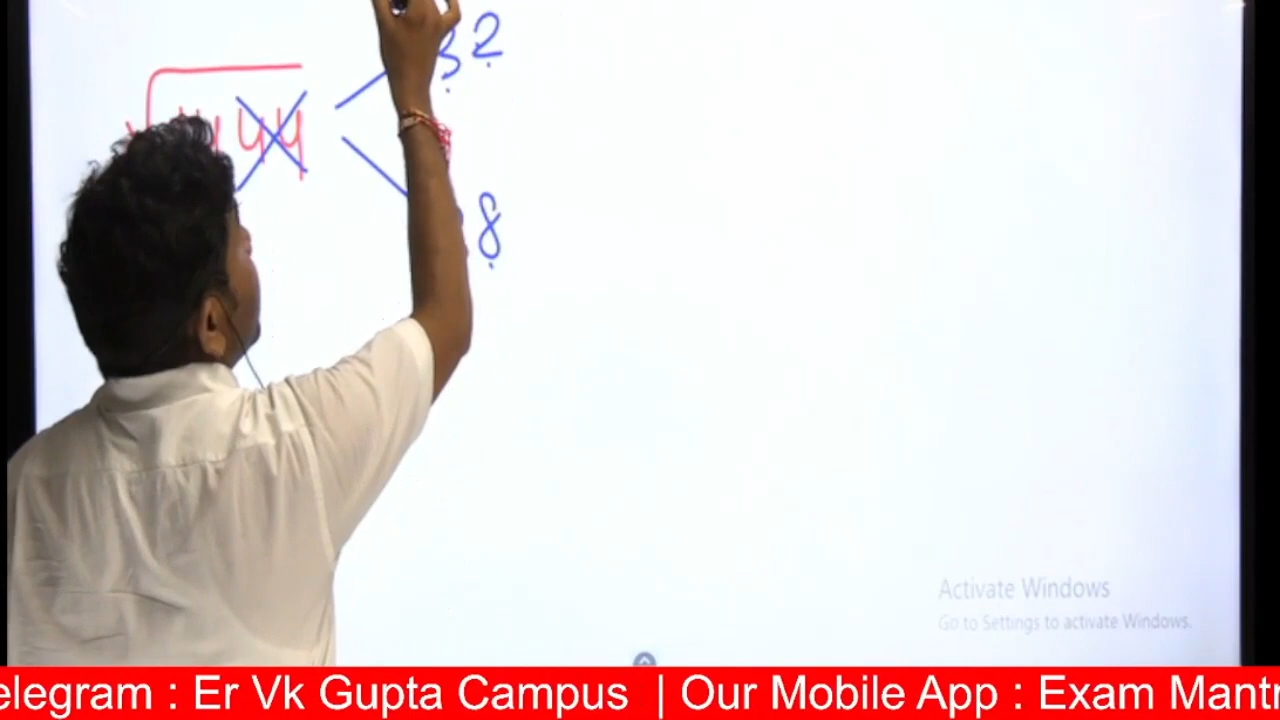 32
44
8
Activate Windows
Go to Settings to activate Windows.
elegram : Er Vk Gupta Campus | Our Mobile App : Exam Mantr